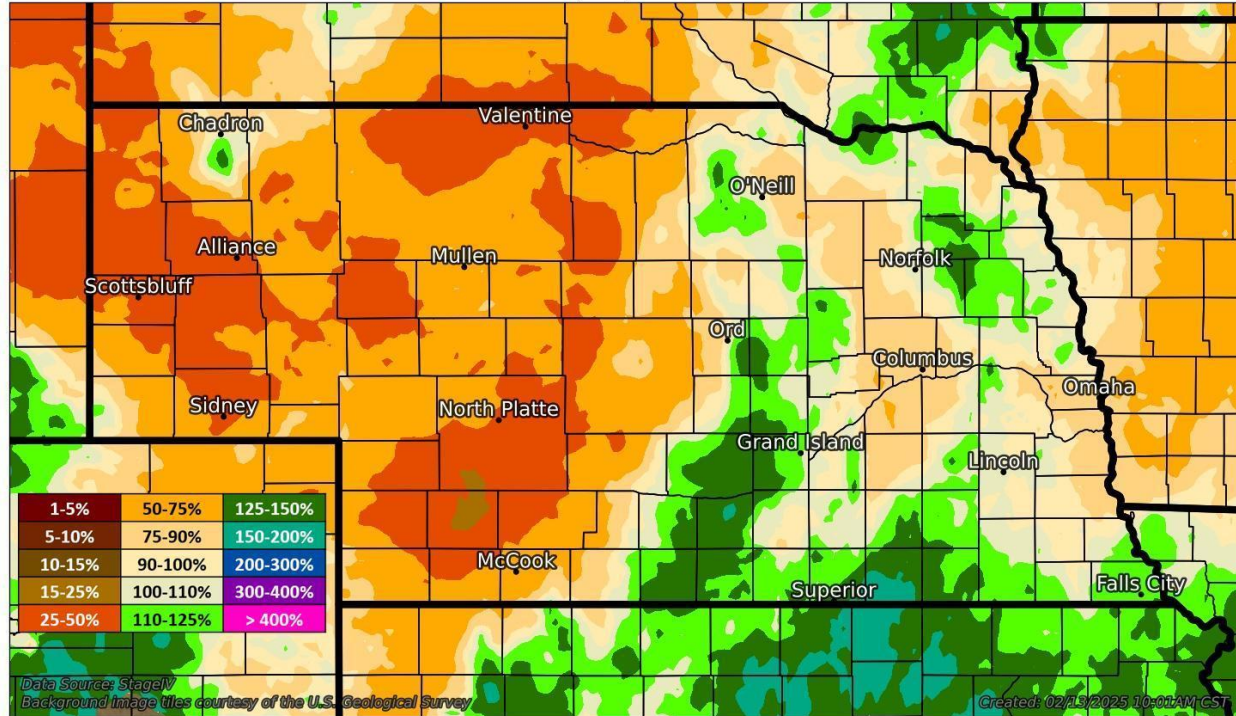 Chadron
Valentine
O'Neill
Alliance
Mullen
Norfolk
Scottsbluff
Ord
Columbus
Omaha
Sidney
North Platte
Grand Island
Lincoln
McCook
Superior
Falls City
1-5% 50-75% 125-150%
5-10% 75-90% 150-200%
10-15% 90-100% 200-300%
15-25% 100-110% 300-400%
25-50% 110-125% > 400%
Data Source: StageIV
Background image tiles courtesy of the U.S. Geological Survey
Created: 02/13/2025 10:01AM CST